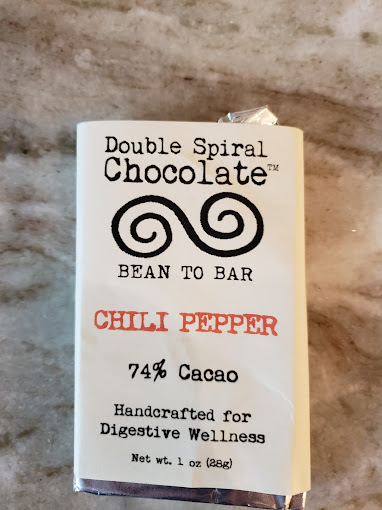 Double Spiral
Chocolate™
BEAN TO BAR
CHILI PEPPER
74% Cacao
Handcrafted for
Digestive Wellness
Net wt. 1 oz (28g)